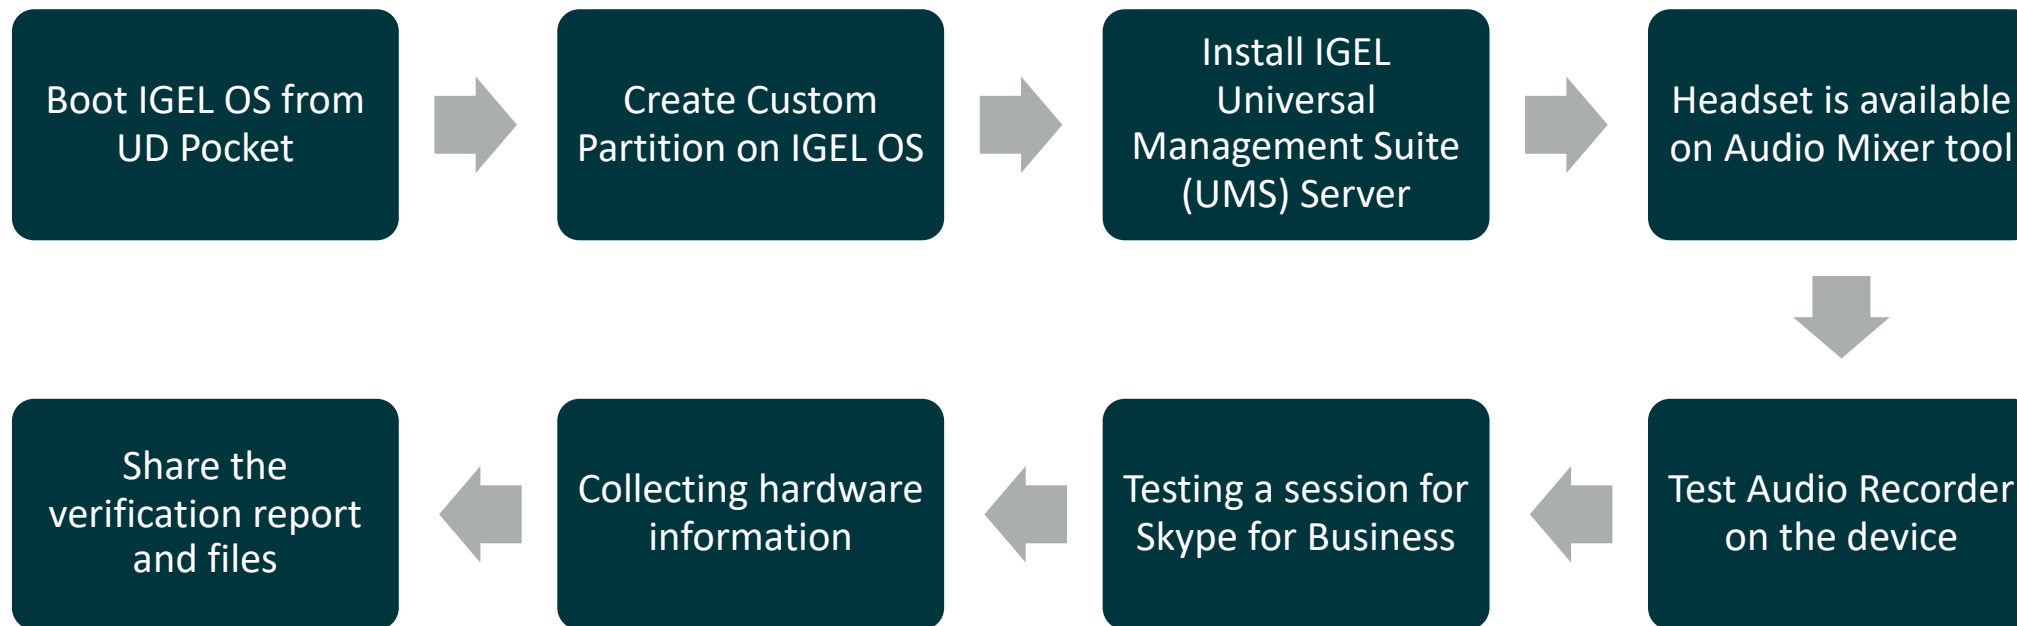 Boot IGEL OS from
UD Pocket
Create Custom
Partition on IGEL OS
Install IGEL
Universal
Management Suite
(UMS) Server
Headset is available
on Audio Mixer tool
Test Audio Recorder
on the device
Testing a session for
Skype for Business
Collecting hardware
information
Share the
verification report
and files